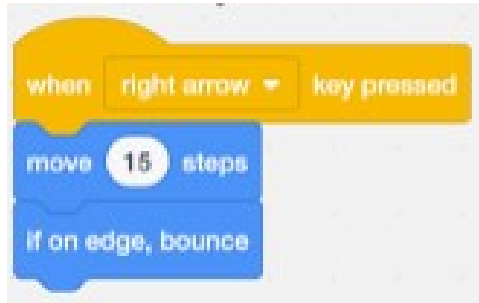 when right arrow key pressed
move 15 steps
if on edge, bounce